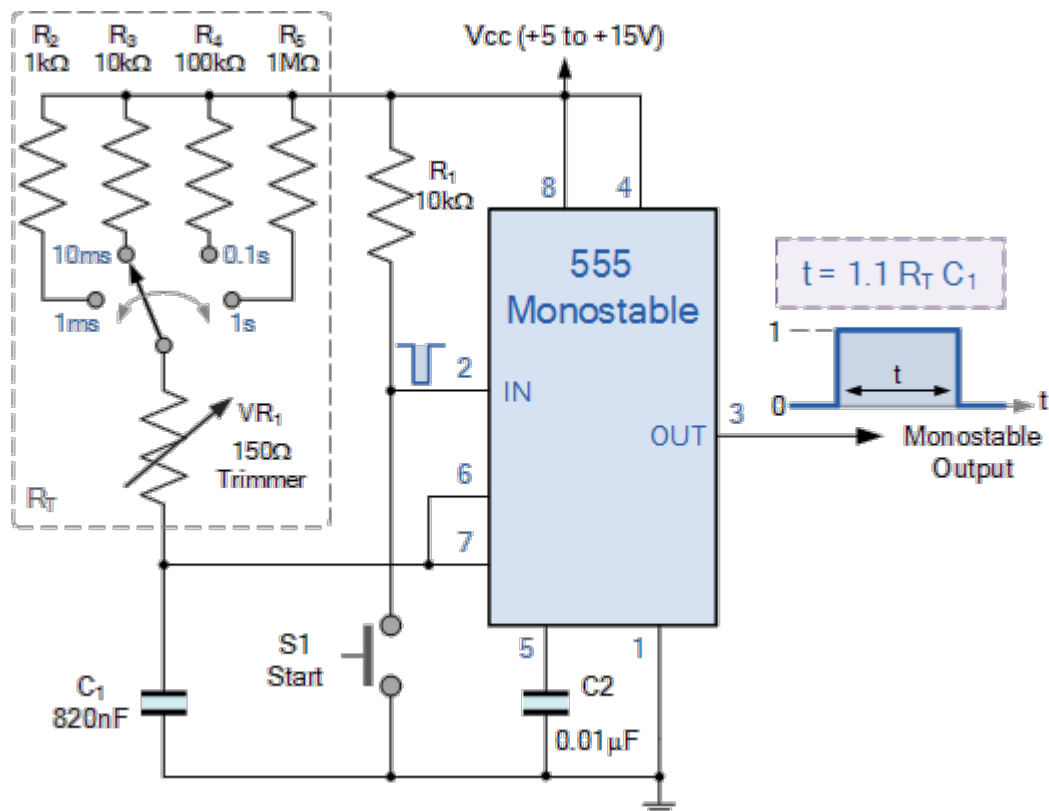 R2 R3 R4 R5
1kΩ 10kΩ 100kΩ 1MΩ
Vcc (+5 to +15V)
R1
10kΩ
8 4
10ms 0.1s
1ms 1s
555
Monostable
t = 1.1 RT C1
1
t
0 t
2
IN
3
OUT
Monostable
Output
VR1
150Ω
Trimmer
RT
6
7
S1
Start
5 1
C1
820nF
C2
0.01µF